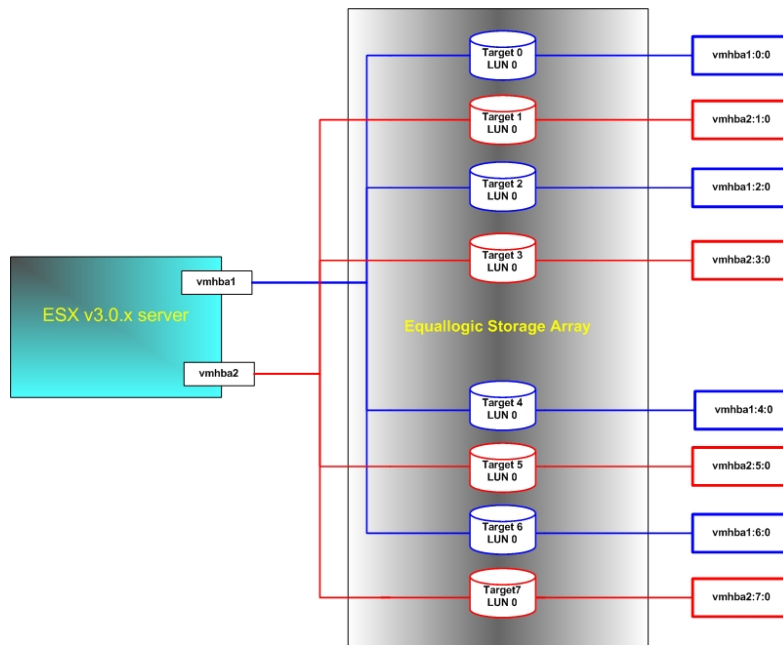 Target 0
LUN 0
vmhba1:0:0
Target 1
LUN 0
vmhba2:1:0
Target 2
LUN 0
vmhba1:2:0
Target 3
LUN 0
vmhba2:3:0
vmhba1
ESX v3.0.x server
Equallogic Storage Array
vmhba2
Target 4
LUN 0
vmhba1:4:0
Target 5
LUN 0
vmhba2:5:0
Target 6
LUN 0
vmhba1:6:0
Target7
LUN 0
vmhba2:7:0